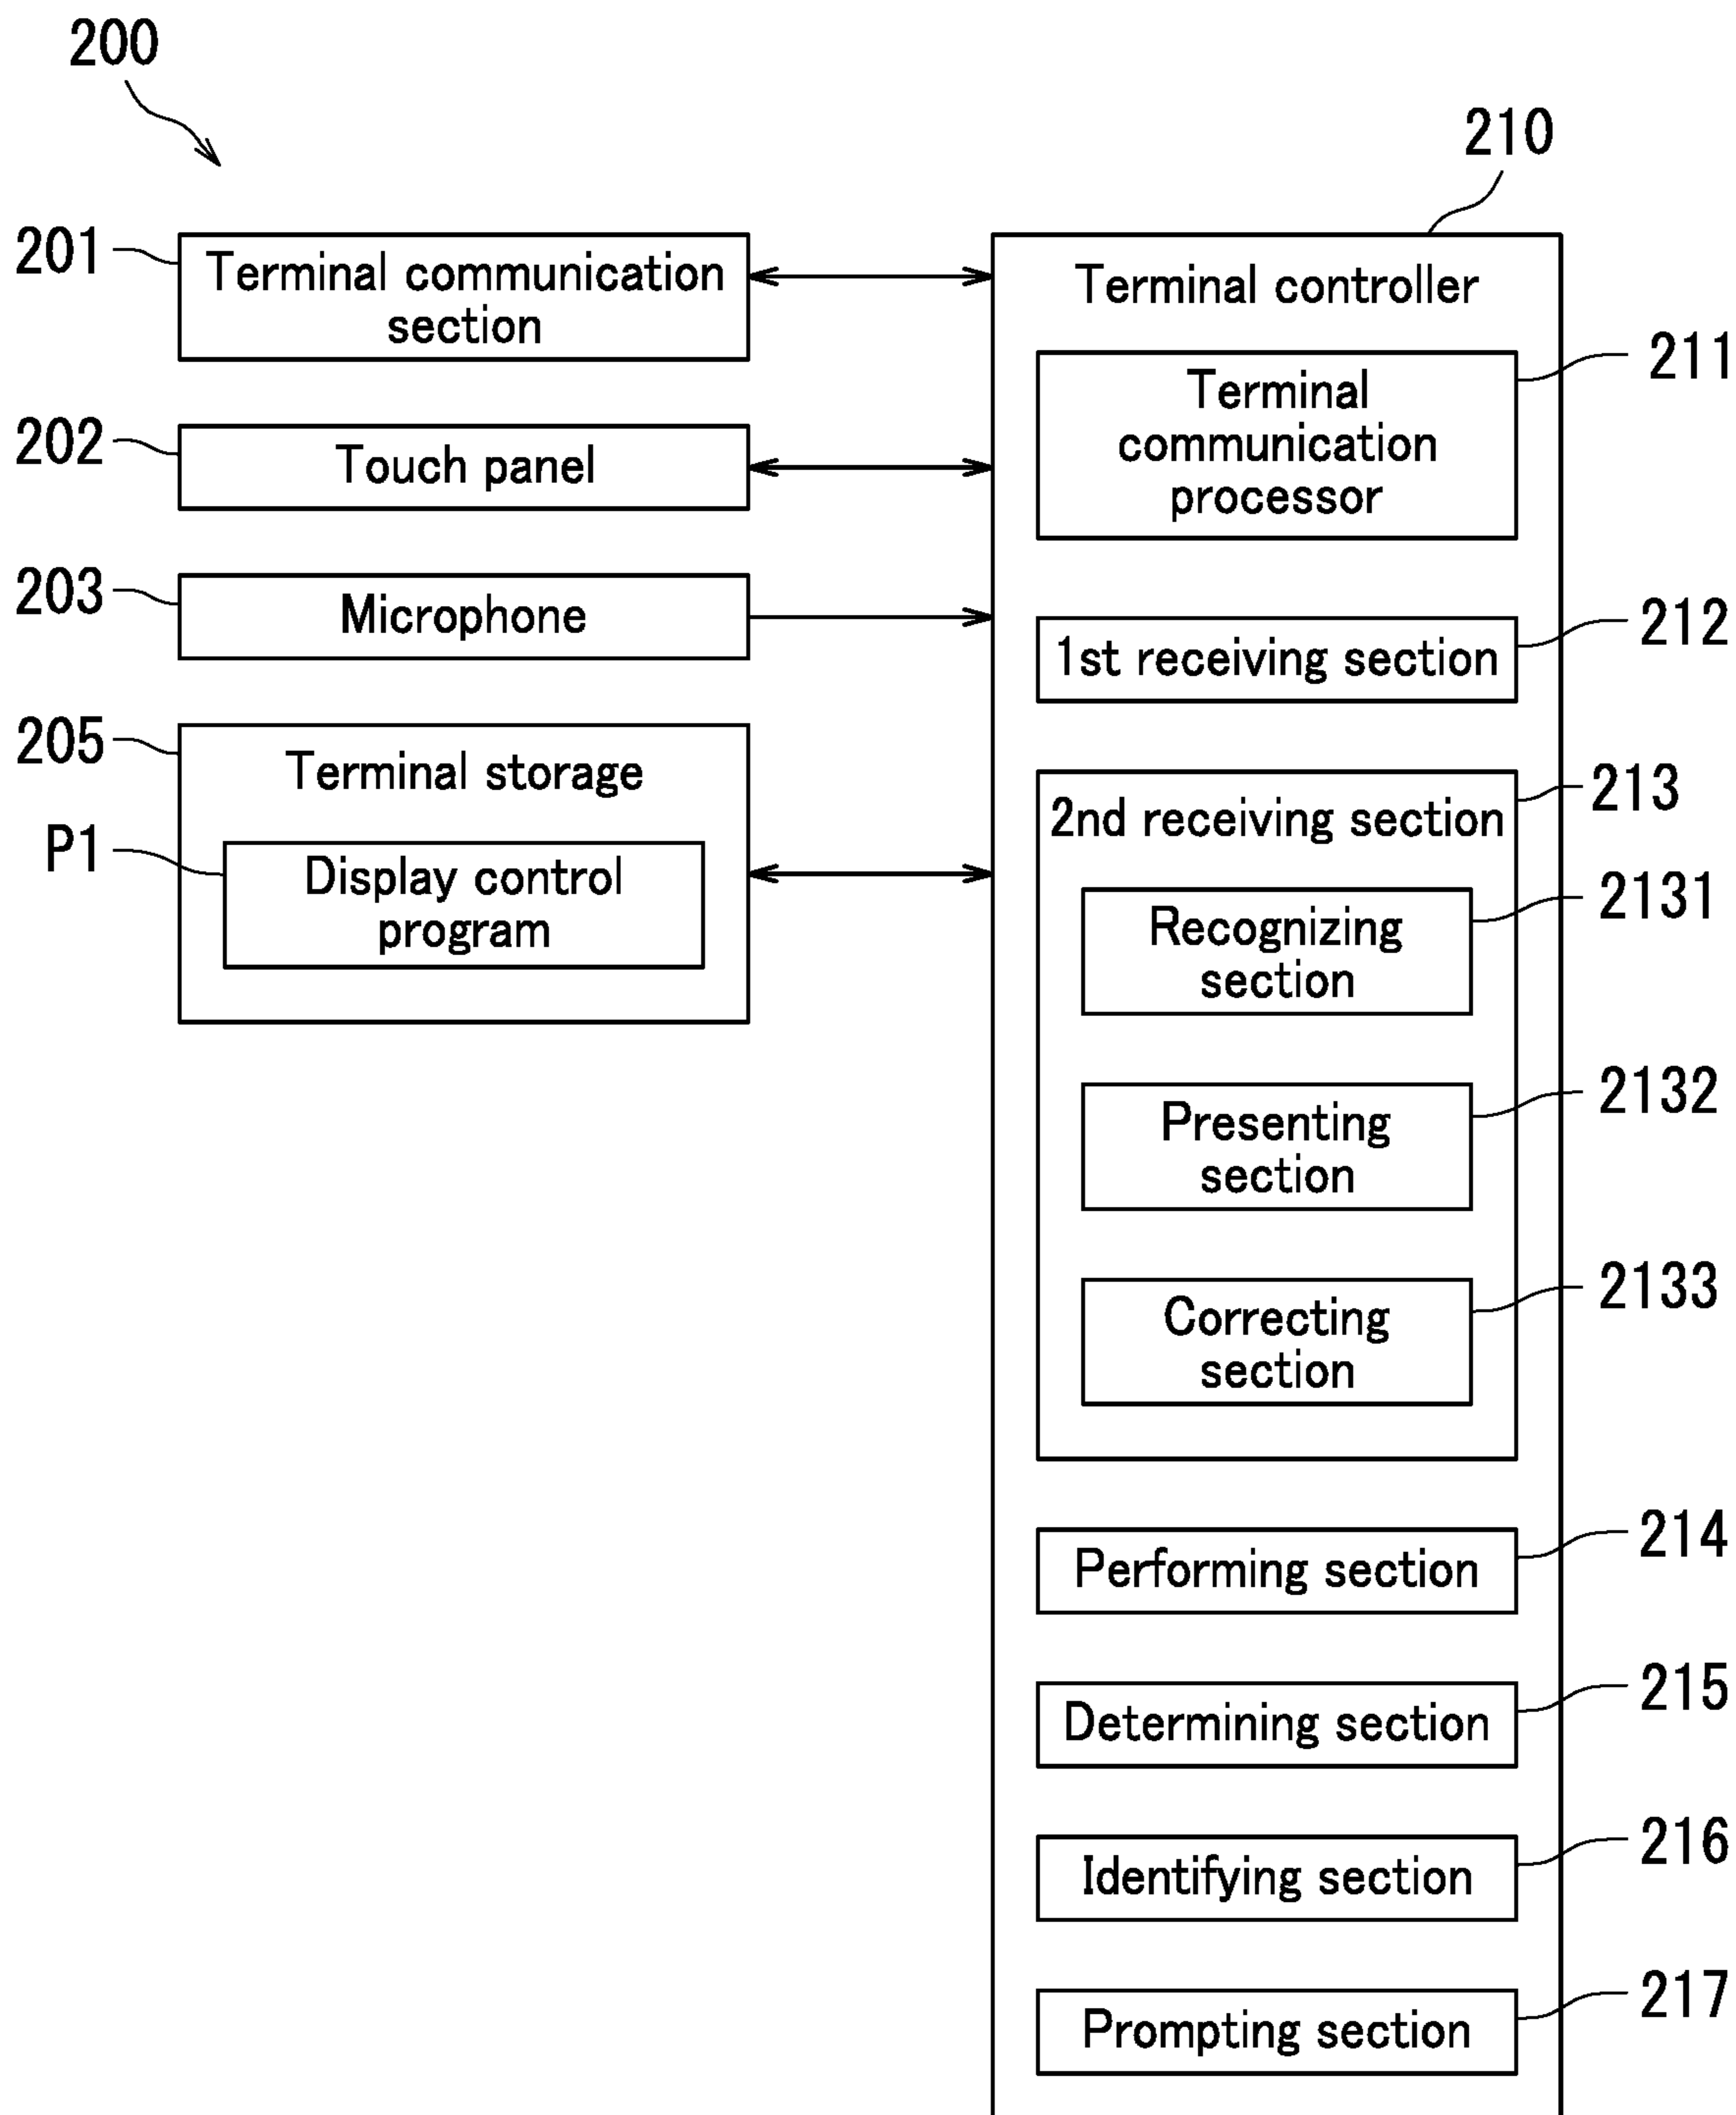 200
210
201
Terminal communication
section
202
Touch panel
203
Microphone
205
Terminal storage
P1
Display control
program
Terminal controller
211
Terminal
communication
processor
212
1st receiving section
213
2nd receiving section
2131
Recognizing
section
2132
Presenting
section
2133
Correcting
section
214
Performing section
215
Determining section
216
Identifying section
217
Prompting section